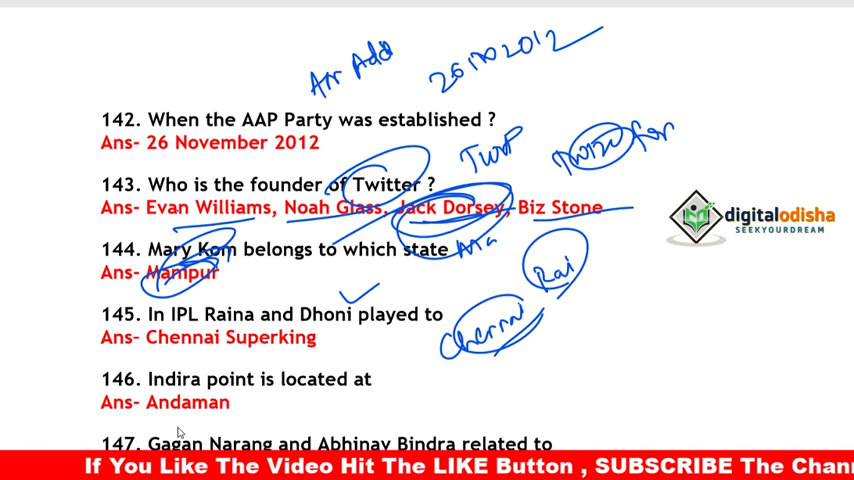 26 nov 2012
142. When the AAP Party was established ?
Ans- 26 November 2012
143. Who is the founder of Twitter ?
Ans- Evan Williams, Noah Glass, Jack Dorsey, Biz Stone
digitalodisha
SEEKYOURDREAM
144. Mary Kom belongs to which state
Ans- Manipur
Rai
145. In IPL Raina and Dhoni played to
Chennai
Ans- Chennai Superking
146. Indira point is located at
Ans- Andaman
147. Gagan Narang and Abhinav Bindra related to
If You Like The Video Hit The LIKE Button , SUBSCRIBE The Chan